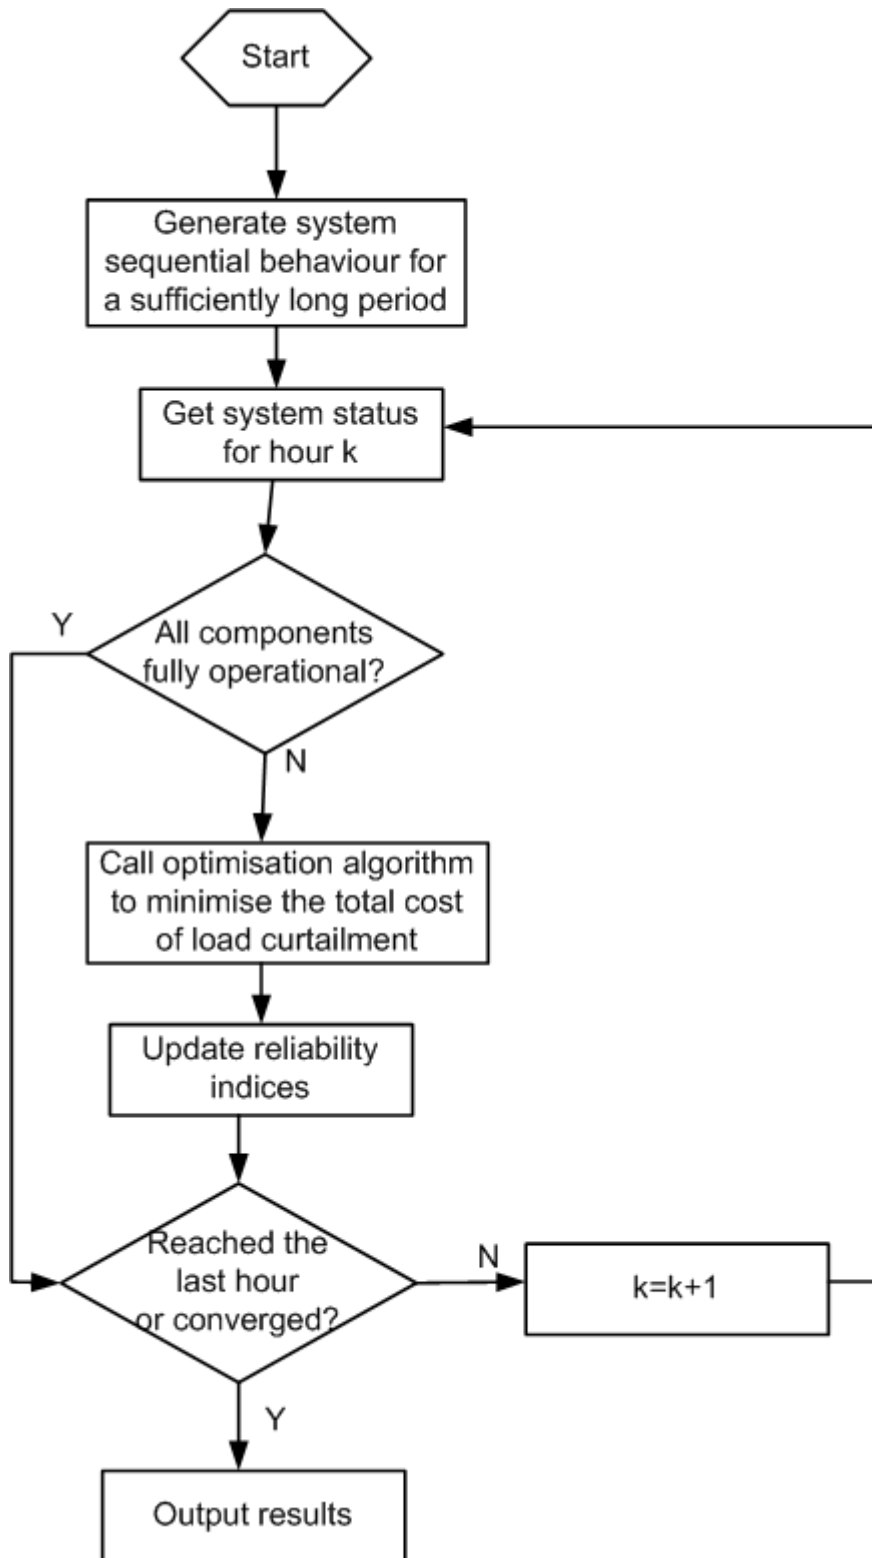 Start
Generate system
sequential behaviour for
a sufficiently long period
Get system status
for hour k
Y
All components
fully operational?
N
Call optimisation algorithm
to minimise the total cost
of load curtailment
Update reliability
indices
Reached the
last hour
or converged?
N
k=k+1
Y
Output results